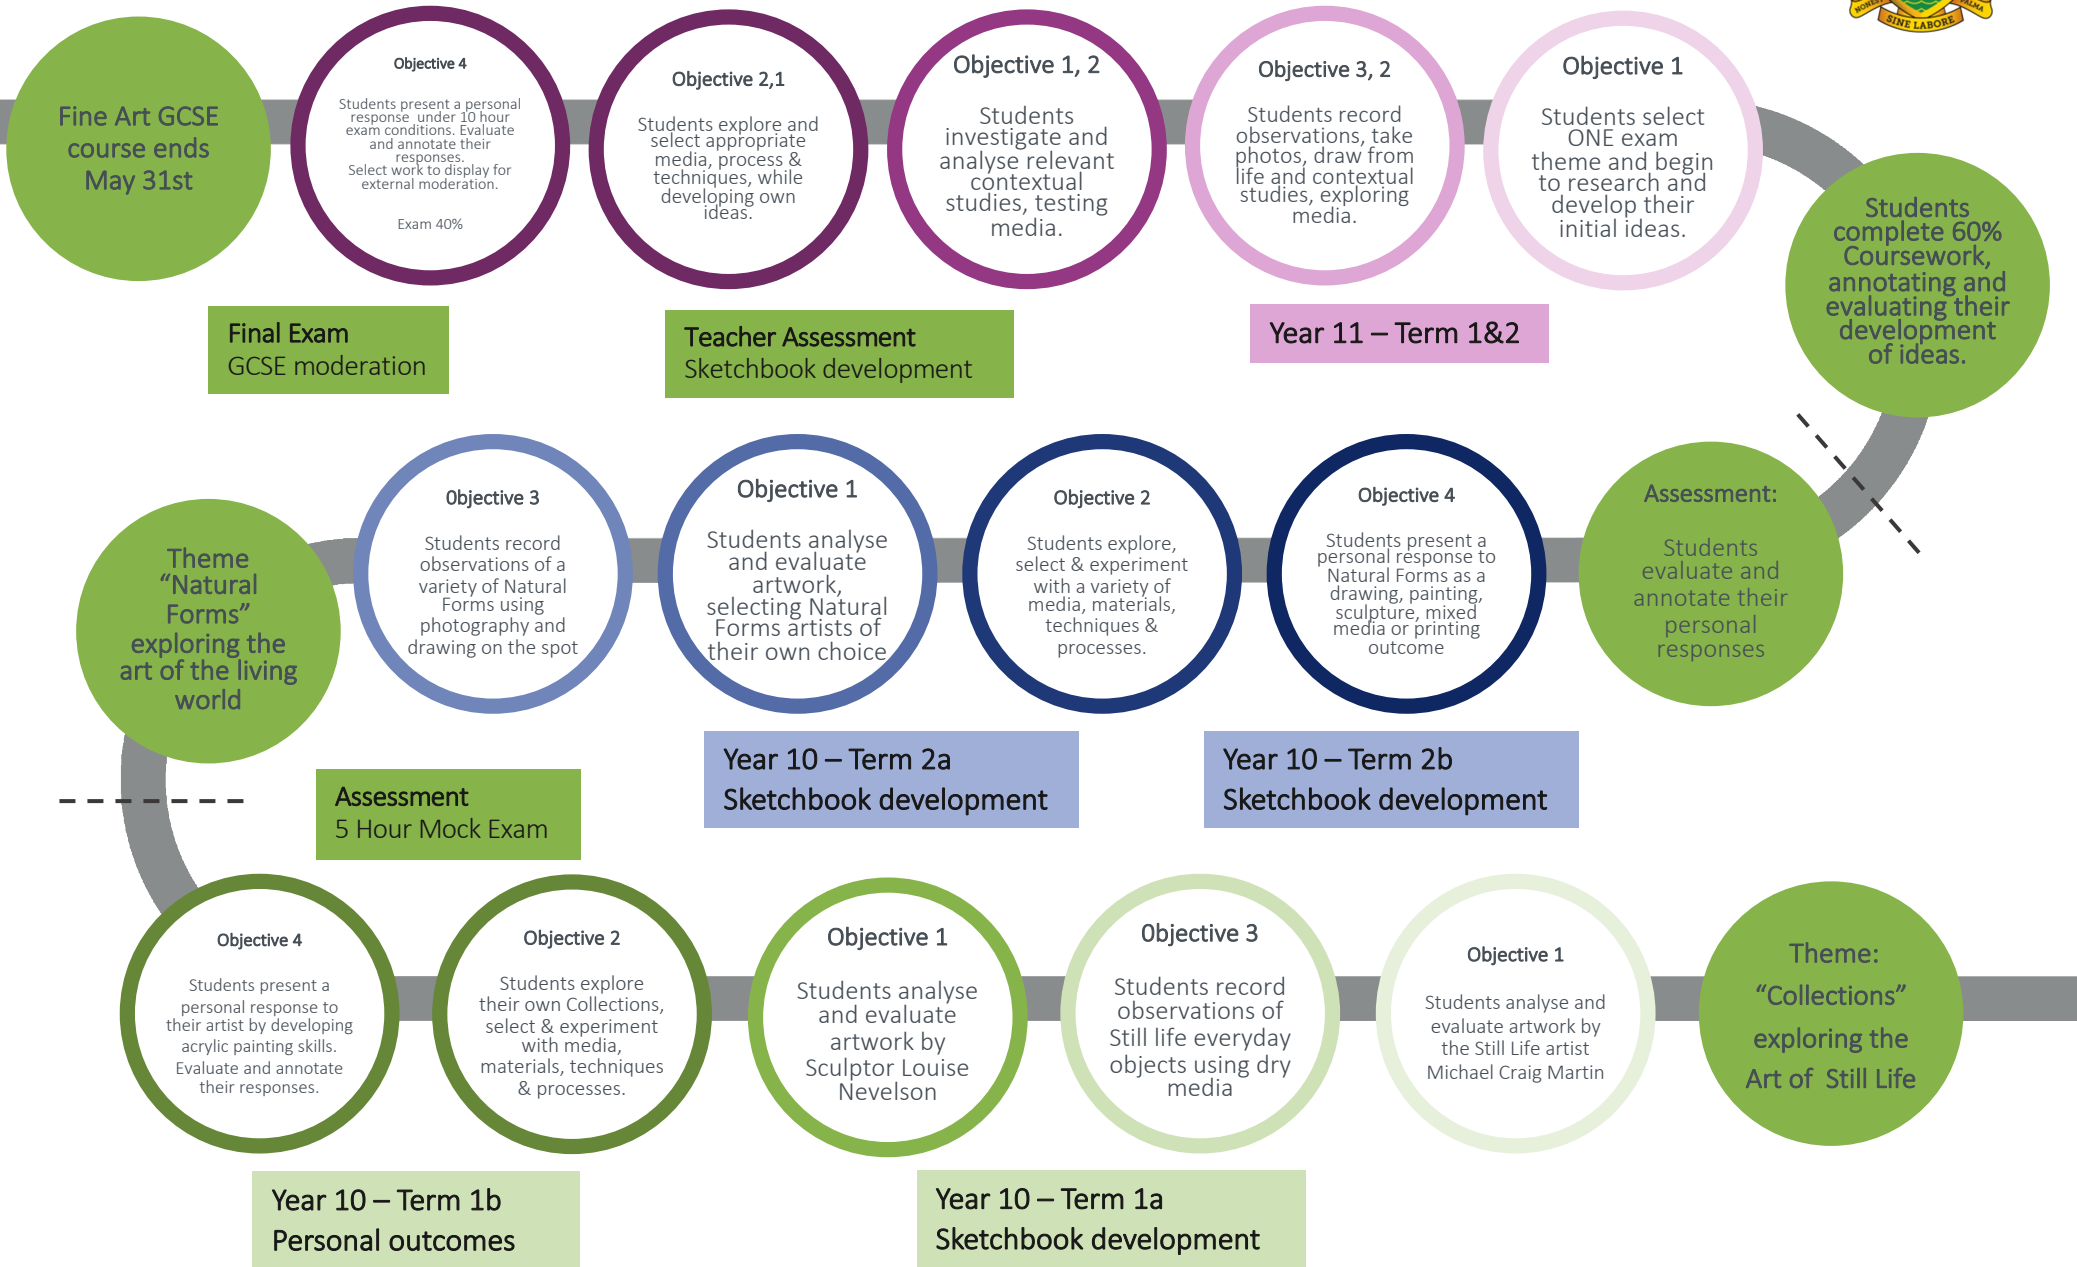 HONESTA
PALMA
SINE LABORE
Fine Art GCSE
course ends
May 31st
Objective 4
Students present a personal
response  under 10 hour
exam conditions. Evaluate
and annotate their
responses.
Select work to display for
external moderation.
Exam 40%
Objective 2,1
Students explore and
select appropriate
media, process &
techniques, while
developing own
ideas.
Objective 1, 2
Students
investigate and
analyse relevant
contextual
studies, testing
media.
Objective 3, 2
Students record
observations, take
photos, draw from
life and contextual
studies, exploring
media.
Objective 1
Students select
ONE exam
theme and begin
to research and
develop their
initial ideas.
Students
complete 60%
Coursework,
annotating and
evaluating their
development
of ideas.
Final Exam
GCSE moderation
Teacher Assessment
Sketchbook development
Year 11 – Term 1&2
Theme
“Natural
Forms”
exploring the
art of the living
world
0bjective 3
Students record
observations of a
variety of Natural
Forms using
photography and
drawing on the spot
Objective 1
Students analyse
and evaluate
artwork,
selecting Natural
Forms artists of
their own choice
Objective 2
Students explore,
select & experiment
with a variety of
media, materials,
techniques &
processes.
Objective 4
Students present a
personal response to
Natural Forms as a
drawing, painting,
sculpture, mixed
media or printing
outcome
Assessment:
Students
evaluate and
annotate their
personal
responses
Assessment
5 Hour Mock Exam
Year 10 – Term 2a
Sketchbook development
Year 10 – Term 2b
Sketchbook development
Objective 4
Students present a
personal response to
their artist by developing
acrylic painting skills.
Evaluate and annotate
their responses.
Objective 2
Students explore
their own Collections,
select & experiment
with media,
materials, techniques
& processes.
Objective 1
Students analyse
and evaluate
artwork by
Sculptor Louise
Nevelson
0bjective 3
Students record
observations of
Still life everyday
objects using dry
media
Objective 1
Students analyse and
evaluate artwork by
the Still Life artist
Michael Craig Martin
Theme:
“Collections”
exploring the
Art of  Still Life
Year 10 – Term 1b
Personal outcomes
Year 10 – Term 1a
Sketchbook development